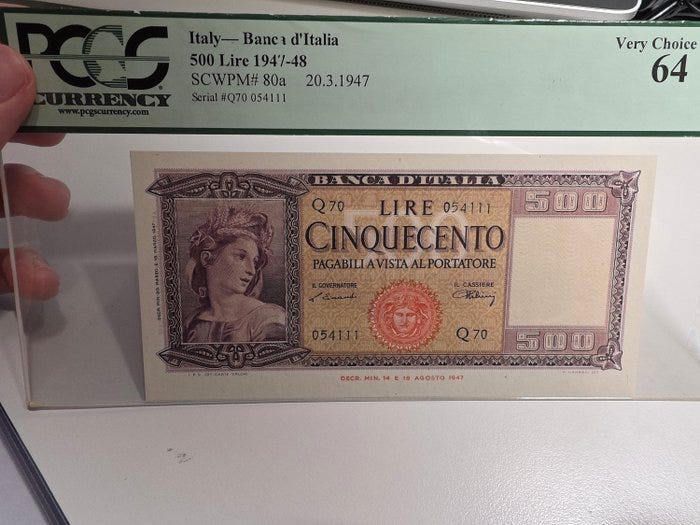 PCGS
CURRENCY
www.pcgscurrency.com
Italy— Banca d'Italia
500 Lire 1947-48
SCWPM# 80a 20.3.1947
Serial #Q70 054111
Very Choice
64
BANCA D'ITALIA
Q 70 LIRE 054111
500
CINQUECENTO
PAGABILI A VISTA AL PORTATORE
IL GOVERNATORE IL CASSIERE
054111 Q 70
500
DECR. MIN. 14 E 18 AGOSTO 1947